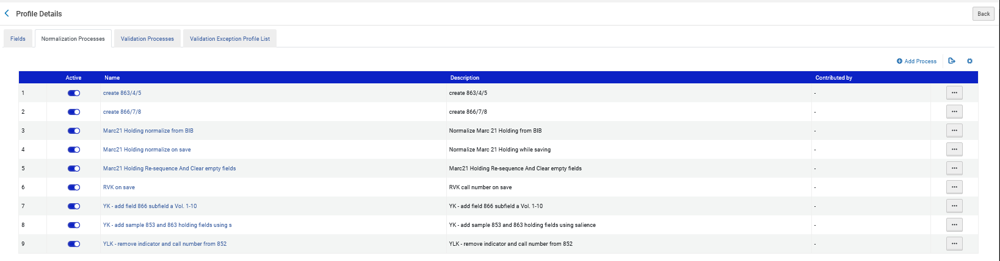 Profile Details
Back
Fields Normalization Processes Validation Processes Validation Exception Profile List
Add Process
Active Name Description Contributed by
1 create 863/4/5 create 863/4/5 -
2 create 866/7/8 create 866/7/8 -
3 Marc21 Holding normalize from BIB Normalize Marc 21 Holding from BIB -
4 Marc21 Holding normalize on save Normalize Marc 21 Holding while saving -
5 Marc21 Holding Re-sequence And Clear empty fields Marc21 Holding Re-sequence And Clear empty fields -
6 RVK on save RVK call number on save -
7 YK - add field 866 subfield a Vol. 1-10 YK - add field 866 subfield a Vol. 1-10 -
8 YK - add sample 853 and 863 holding fields using s YK - add sample 853 and 863 holding fields using salience -
9 YLK - remove indicator and call number from 852 YLK - remove indicator and call number from 852 -